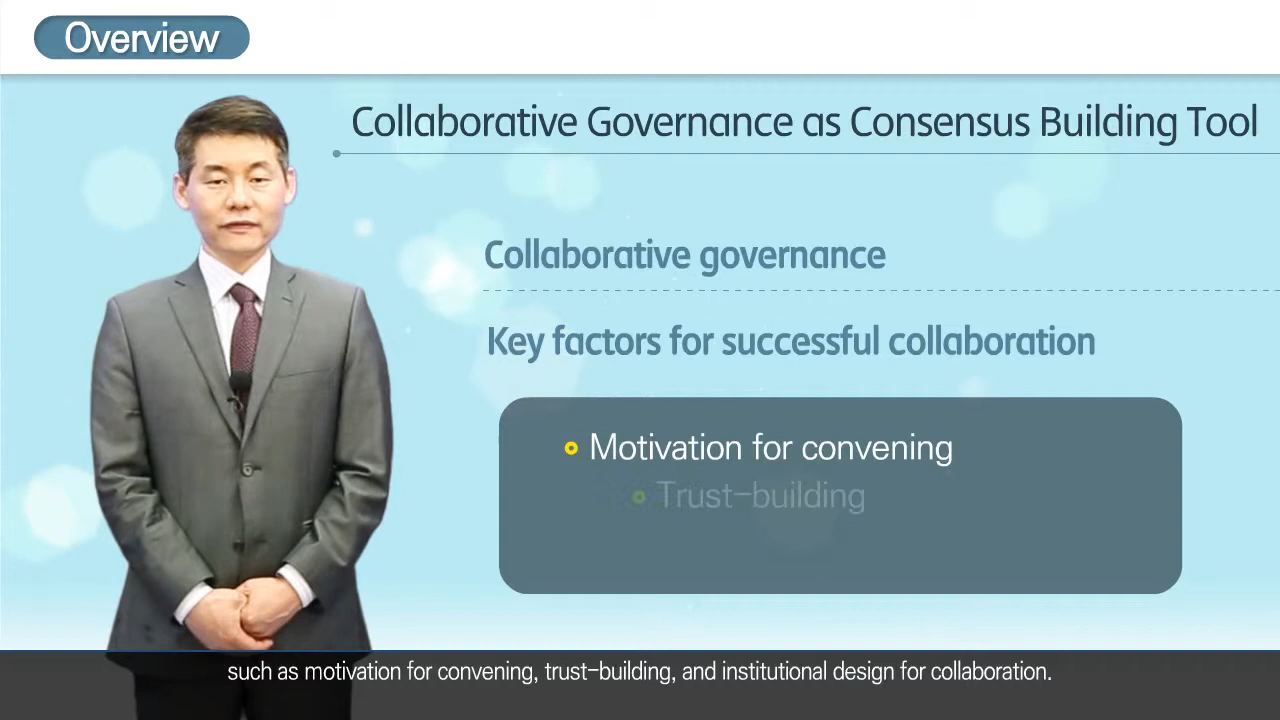 Overview
Collaborative Governance as Consensus Building Tool
Collaborative governance
Key factors for successful collaboration
Motivation for convening
Trust-building
such as motivation for convening, trust-building, and institutional design for collaboration.